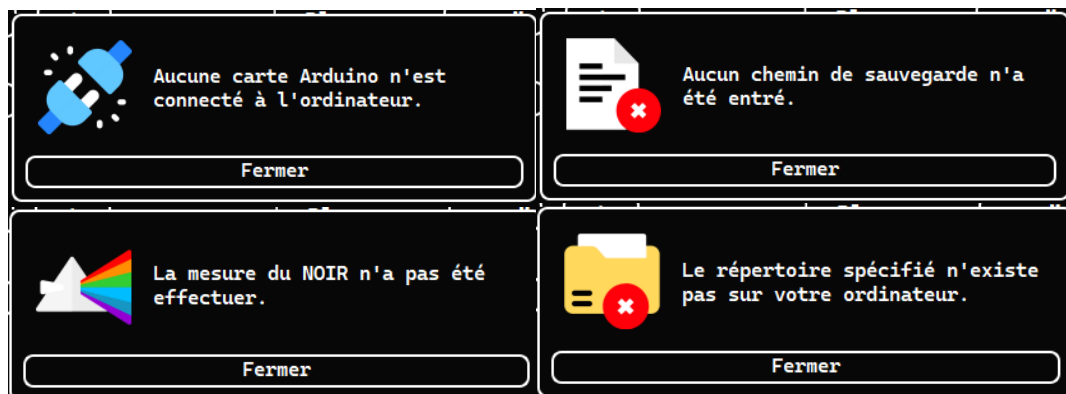 Aucune carte Arduino n'est
connecté à l'ordinateur.
Fermer
Aucun chemin de sauvegarde n'a
été entré.
Fermer
La mesure du NOIR n'a pas été
effectuer.
Fermer
Le répertoire spécifié n'existe
pas sur votre ordinateur.
Fermer